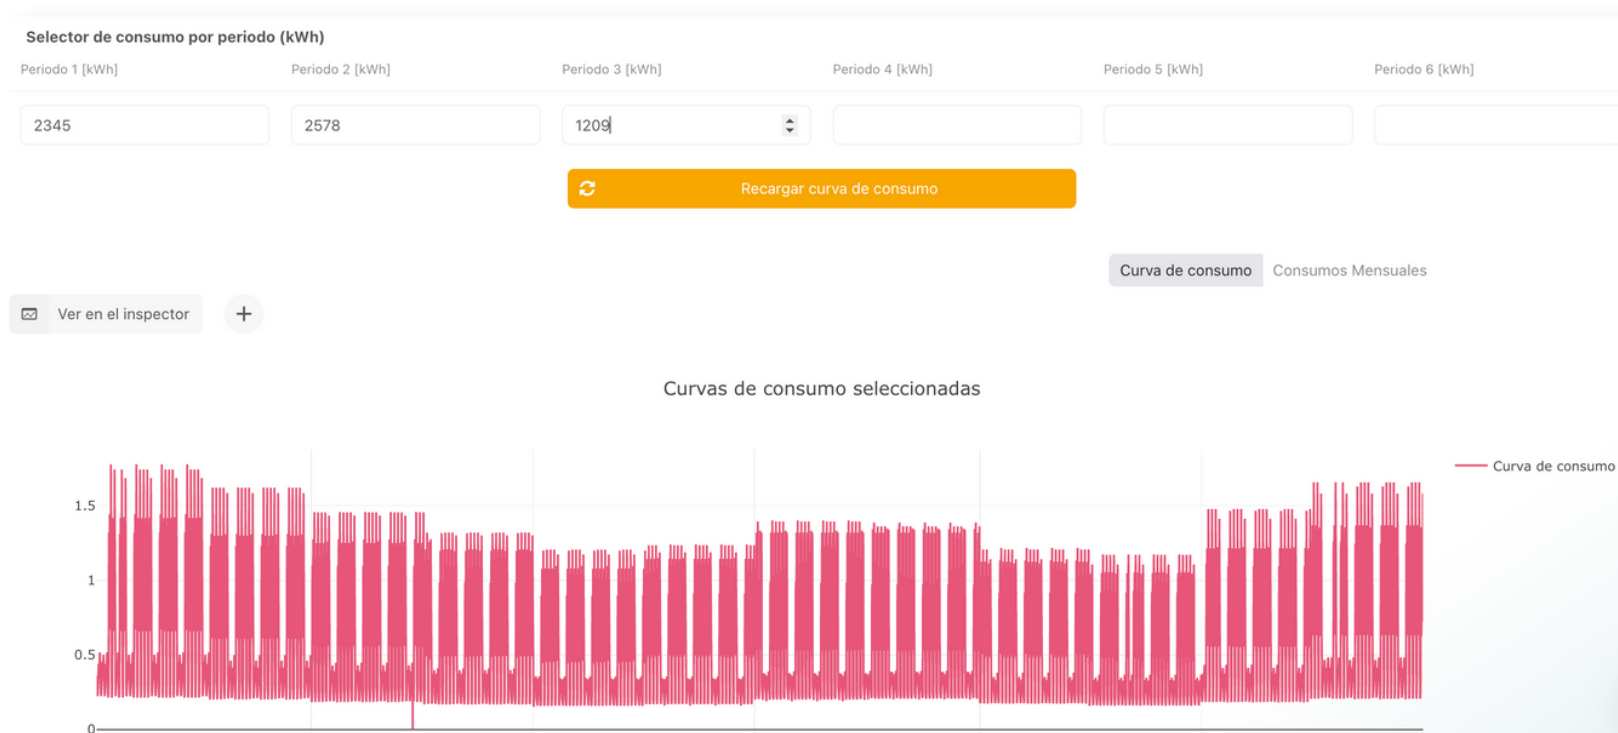 Selector de consumo por periodo (kWh)
Periodo 1 [kWh] Periodo 2 [kWh] Periodo 3 [kWh] Periodo 4 [kWh] Periodo 5 [kWh] Periodo 6 [kWh]
2345 2578 1209
Recargar curva de consumo
Curva de consumo Consumos Mensuales
Ver en el inspector +
Curvas de consumo seleccionadas
Curva de consumo
1.5
1
0.5
0